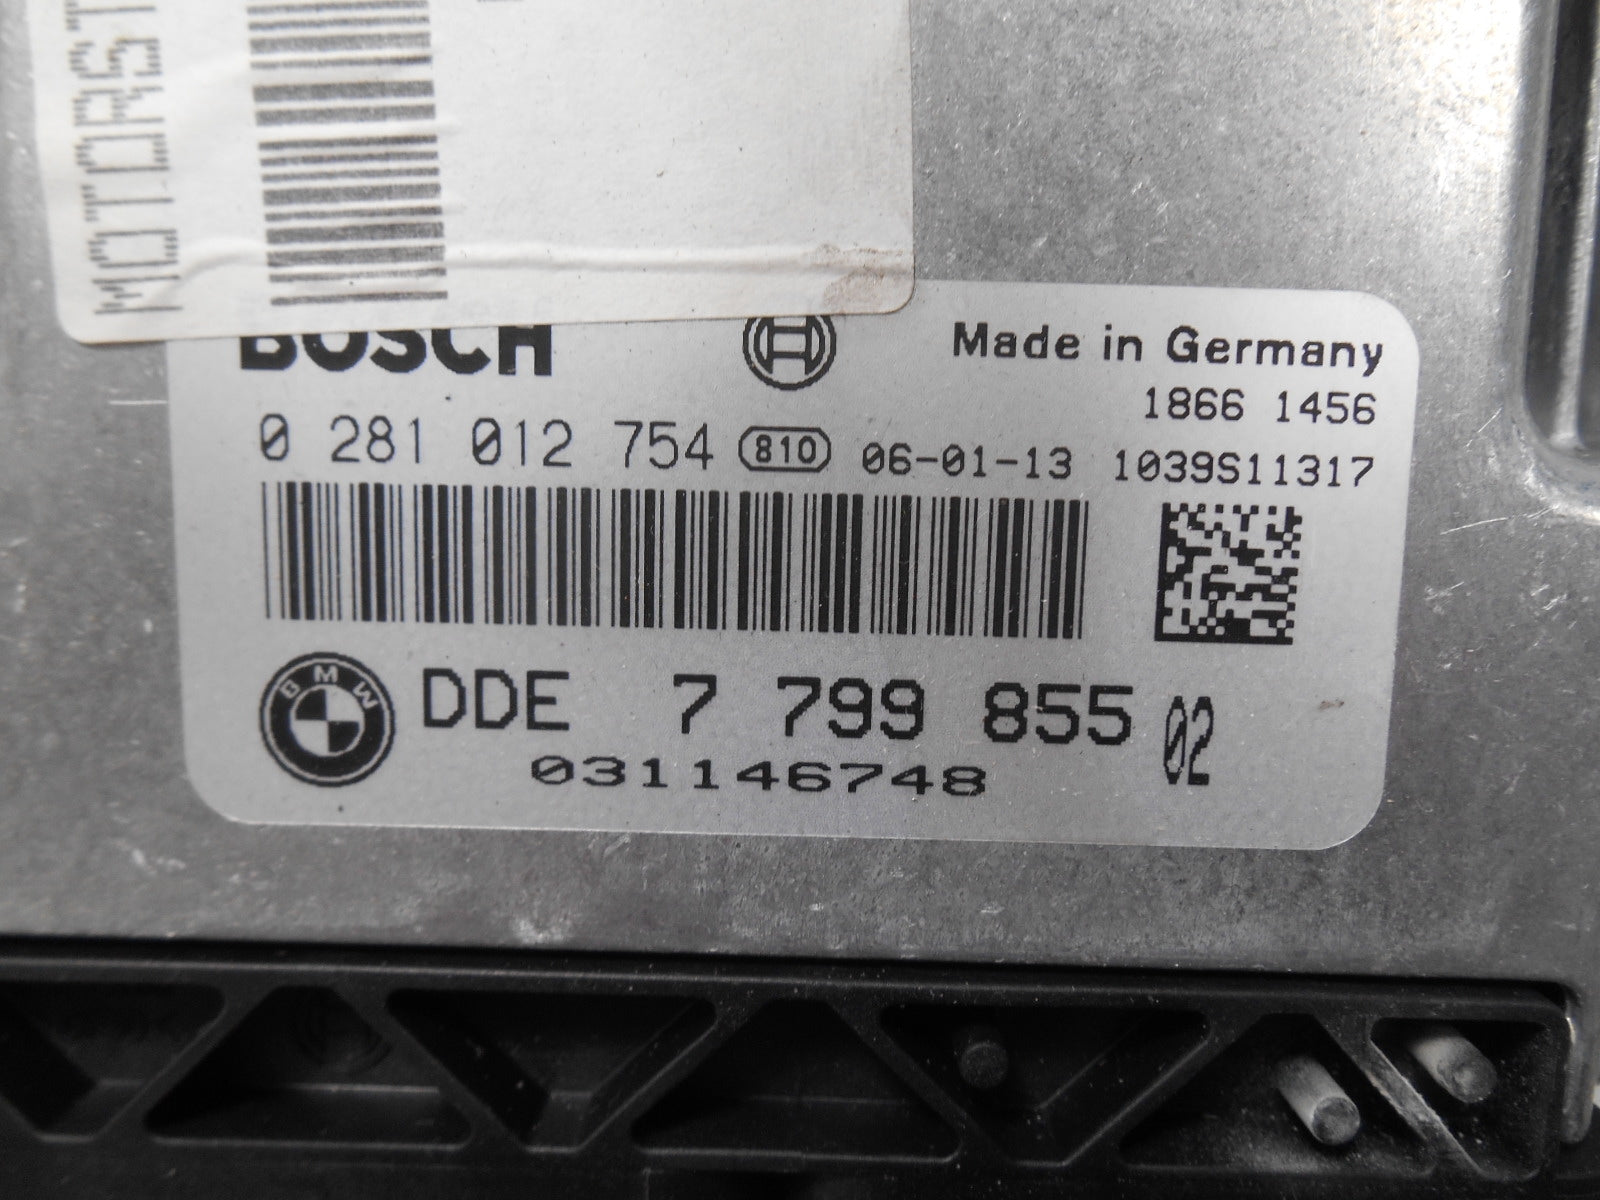 MOTORST
BOSCH
Made in Germany
1866 1456
0 281 012 754 810 06-01-13 1039S11317
BMW DDE 7 799 855 02
031146748